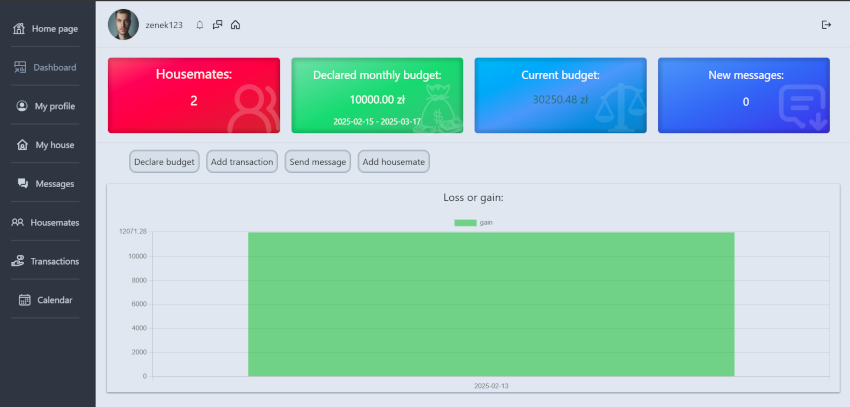 Home page
Dashboard
My profile
My house
Messages
Housemates
Transactions
Calendar
zenek123
Housemates:
2
Declared monthly budget:
10000.00 zł
2025-02-15 - 2025-03-17
Current budget:
30250.48 zł
New messages:
0
Declare budget
Add transaction
Send message
Add housemate
Loss or gain:
gain
12071.28
10000
8000
6000
4000
2000
0
2025-02-13